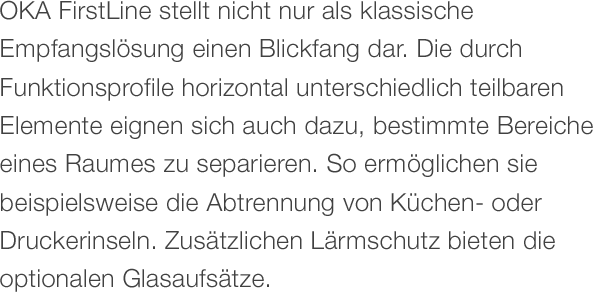 OKA FirstLine stellt nicht nur als klassische
Empfangslösung einen Blickfang dar. Die durch
Funktionsprofile horizontal unterschiedlich teilbaren
Elemente eignen sich auch dazu, bestimmte Bereiche
eines Raumes zu separieren. So ermöglichen sie
beispielsweise die Abtrennung von Küchen- oder
Druckerinseln. Zusätzlichen Lärmschutz bieten die
optionalen Glasaufsätze.